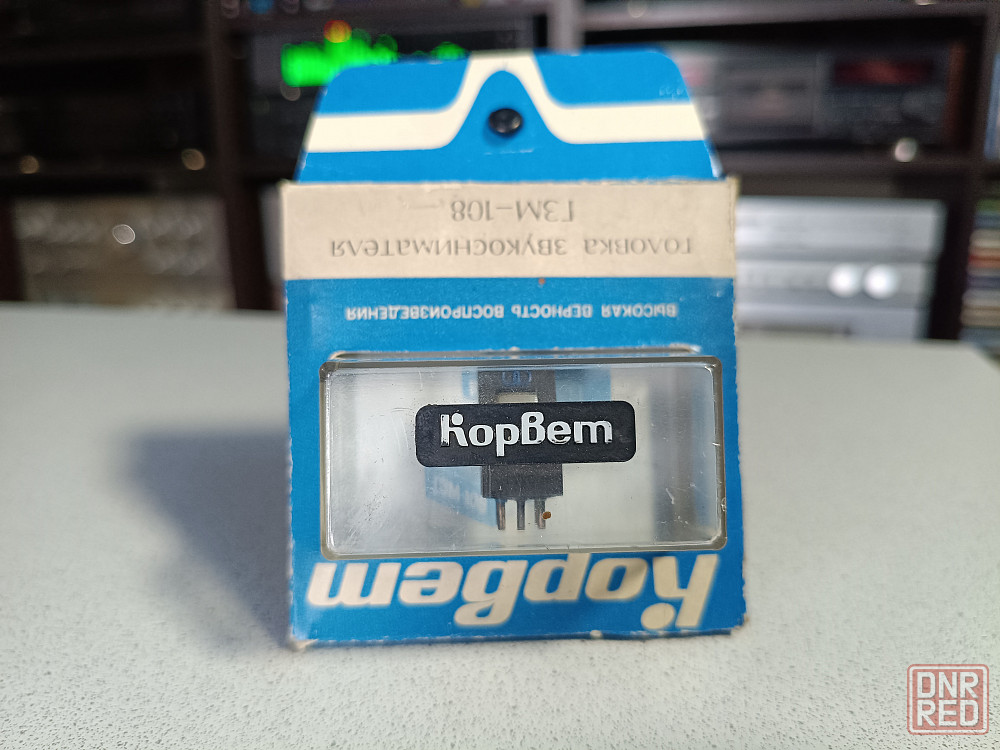 ГЗМ–108
ГОЛОВКА ЗВУКОСНИМАТЕЛЯ
ВЫСОКАЯ ВЕРНОСТЬ ВОСПРОИЗВЕДЕНИЯ
Корвет
Корвет
DNR
RED